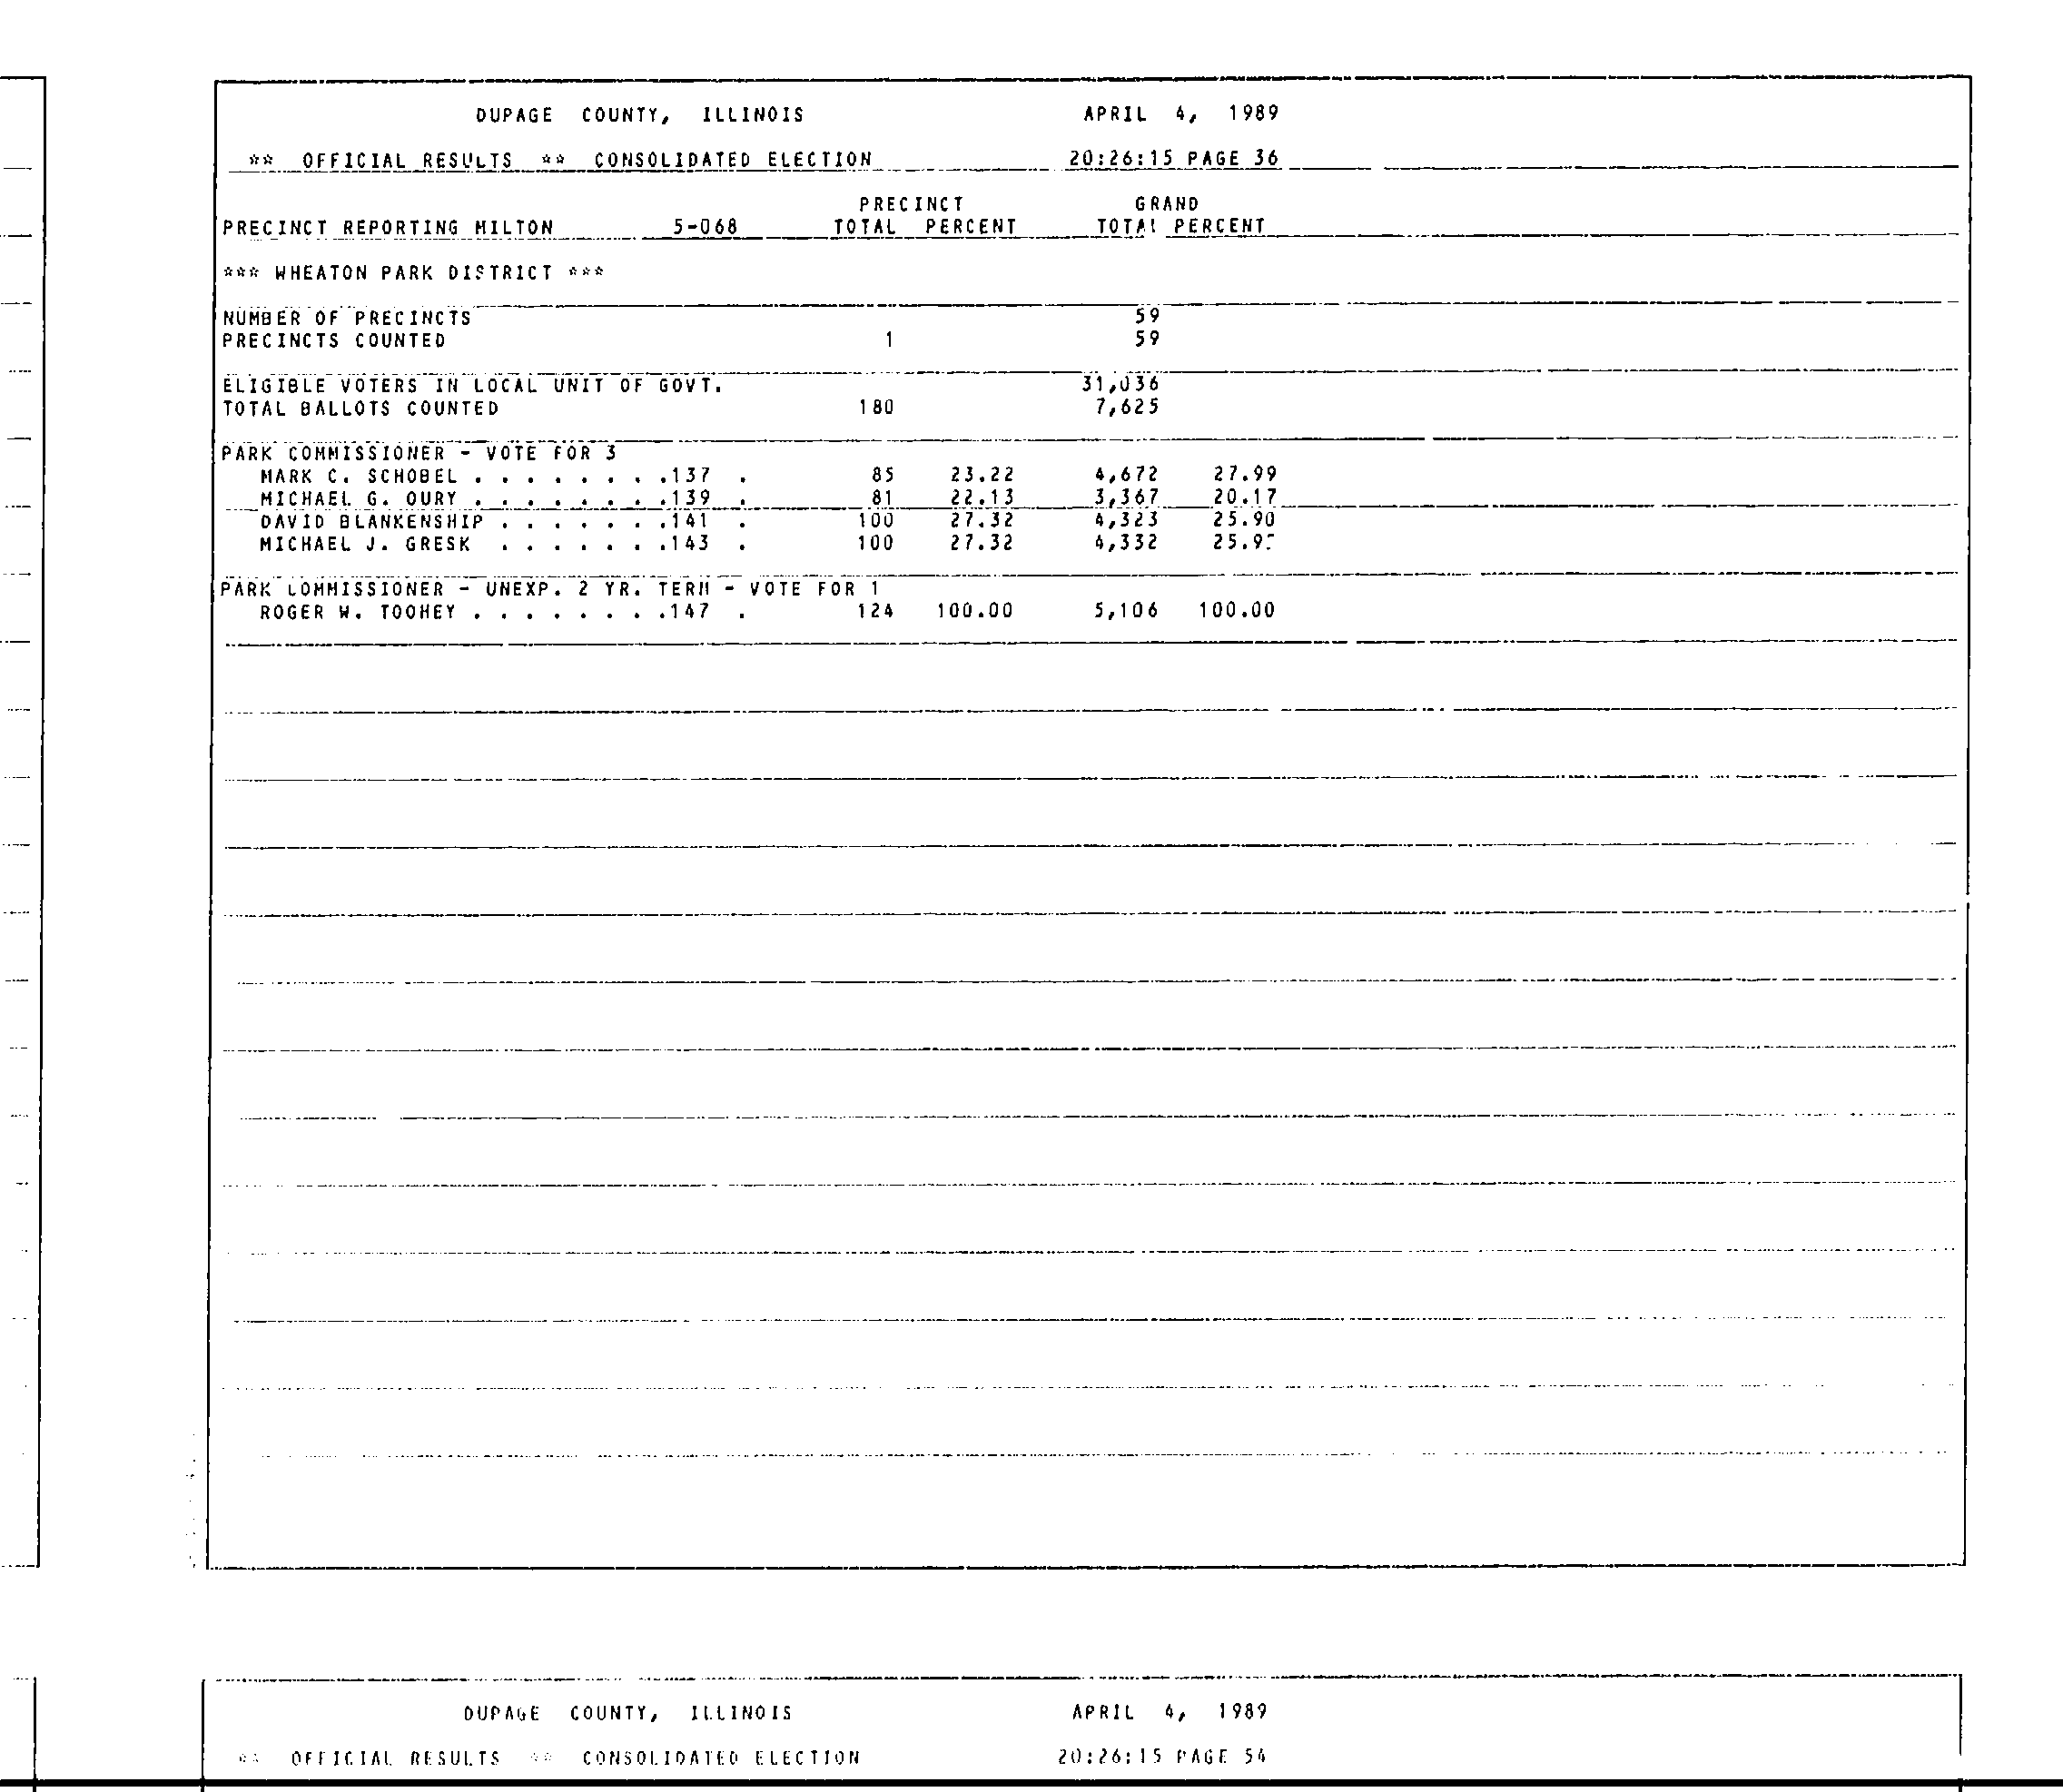 DUPAGE COUNTY, ILLINOIS APRIL 4, 1989
** OFFICIAL RESULTS ** CONSOLIDATED ELECTION 20:26:15 PAGE 36
PRECINCT GRAND
PRECINCT REPORTING MILTON 5-068 TOTAL PERCENT TOTAL PERCENT
*** WHEATON PARK DISTRICT ***
NUMBER OF PRECINCTS 59
PRECINCTS COUNTED 1 59
ELIGIBLE VOTERS IN LOCAL UNIT OF GOVT. 31,036
TOTAL BALLOTS COUNTED 180 7,625
PARK COMMISSIONER - VOTE FOR 3
MARK C. SCHOBEL . . . . . . . .137 . 85 23.22 4,672 27.99
MICHAEL G. OURY . . . . . . . .139 . 81 22.13 3,367 20.17
DAVID BLANKENSHIP . . . . . . .141 . 100 27.32 4,323 25.90
MICHAEL J. GRESK . . . . . . .143 . 100 27.32 4,332
PARK COMMISSIONER - UNEXP. 2 YR. TERM - VOTE FOR 1
ROGER W. TOOHEY . . . . . . . .147 . 124 100.00 5,106 100.00
DUPAGE COUNTY, ILLINOIS APRIL 4, 1989
** OFFICIAL RESULTS ** CONSOLIDATED ELECTION 20:26:15 PAGE 54